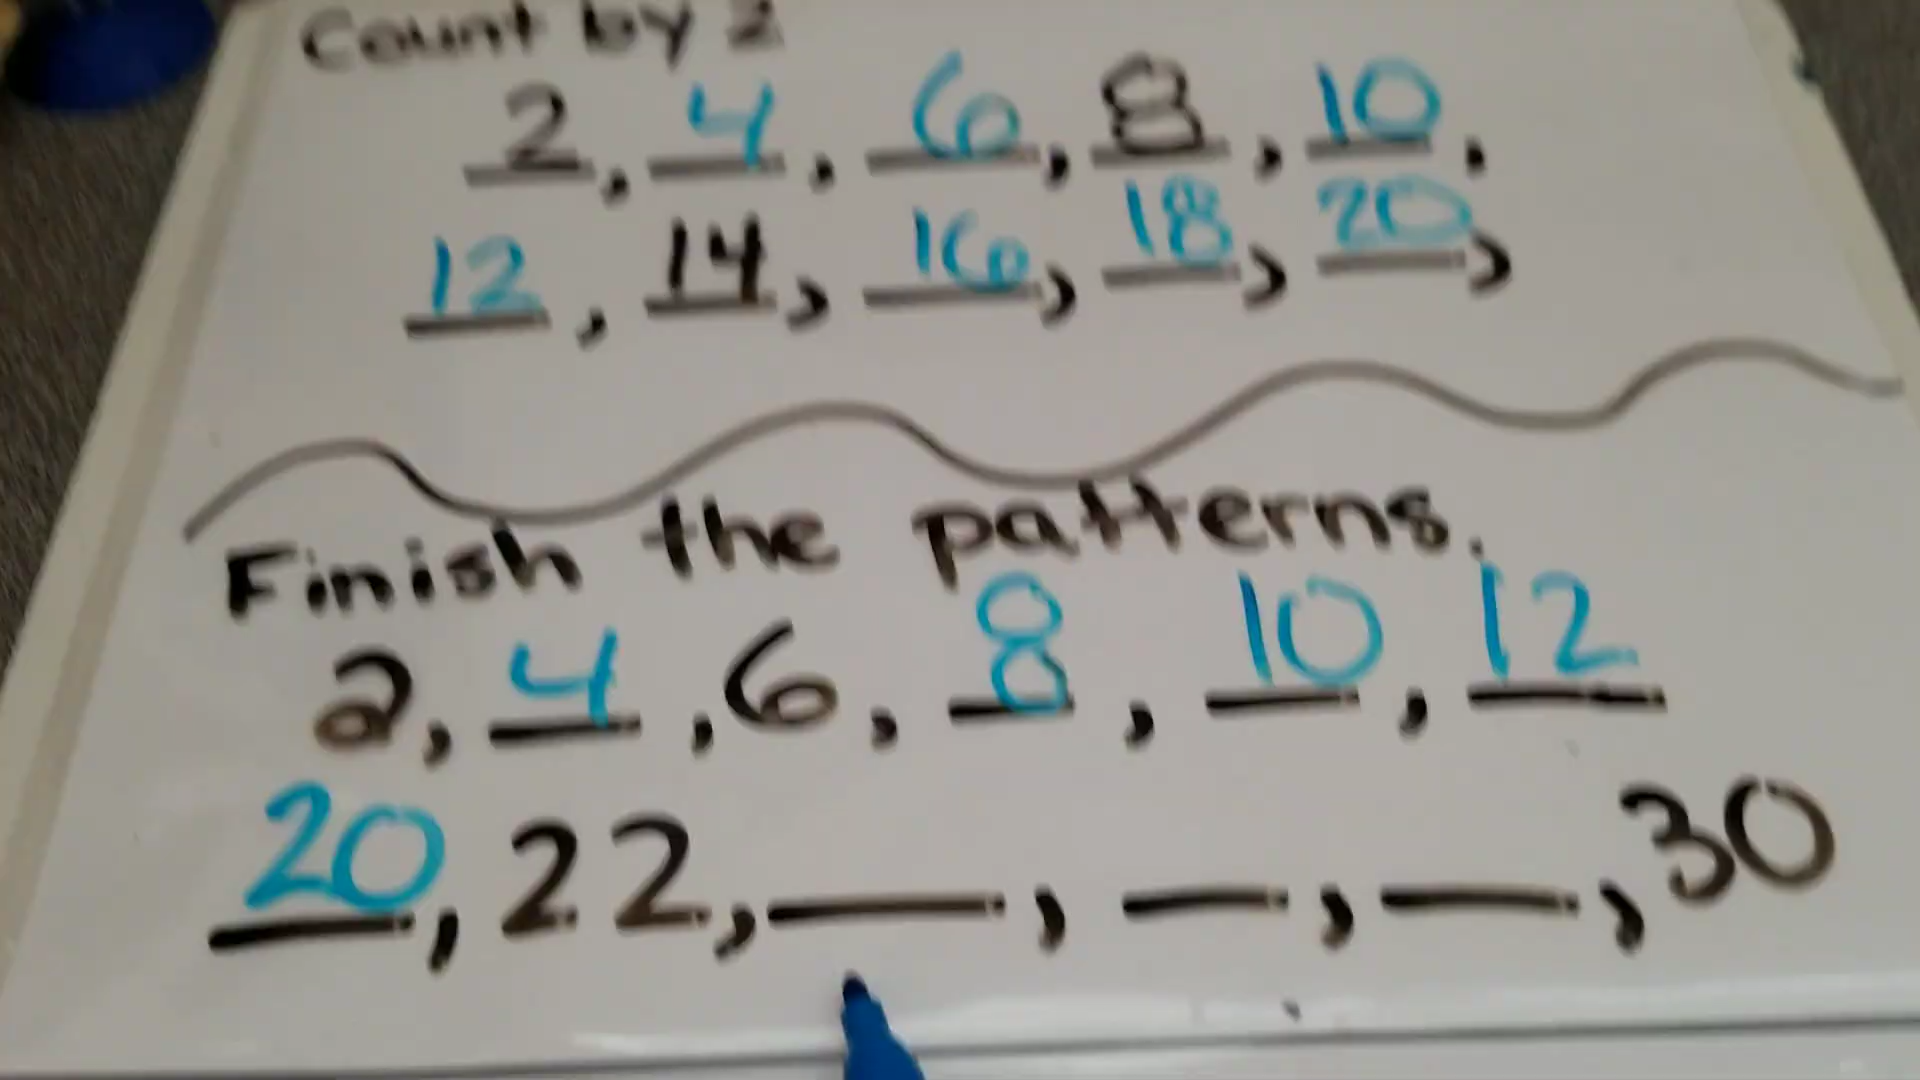 Count by 2
2, 4, 6, 8, 10,
12, 14, 16, 18, 20,
Finish the patterns.
2, 4, 6, 8, 10, 12
20, 22, __, __, __, 30